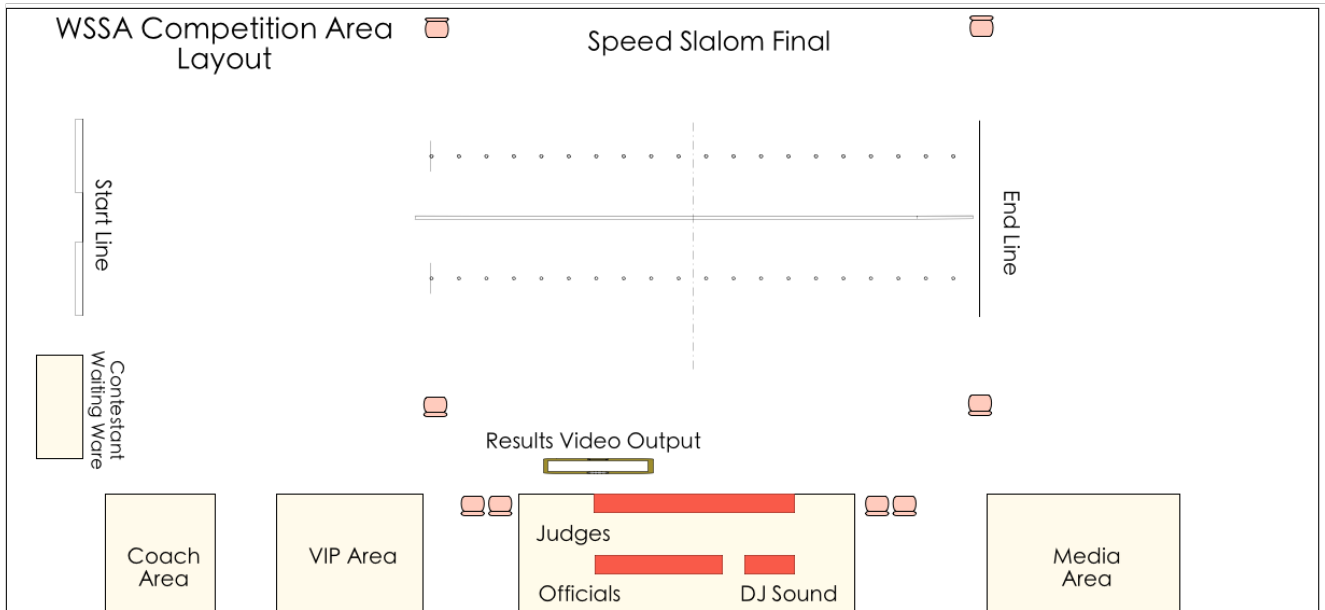 WSSA Competition Area
Layout
Speed Slalom Final
Start Line
End Line
Contestant
Waiting Ware
Results Video Output
Judges
Coach
Area
VIP Area
Media
Area
Officials
DJ Sound